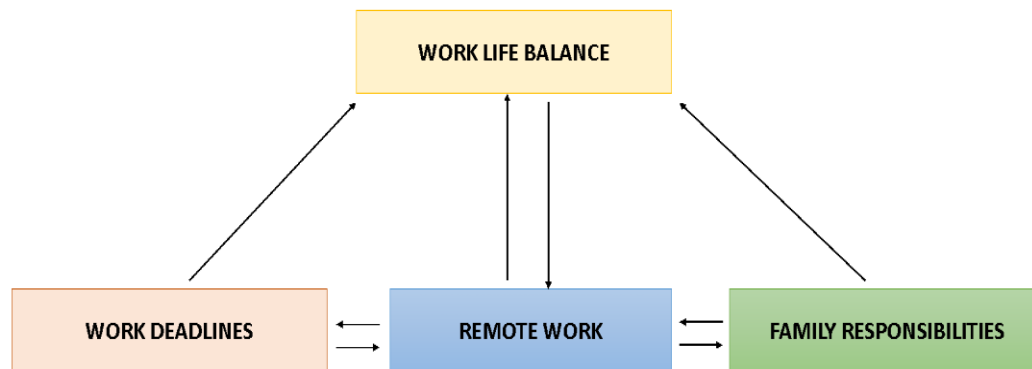 WORK LIFE BALANCE
WORK DEADLINES
REMOTE WORK
FAMILY RESPONSIBILITIES